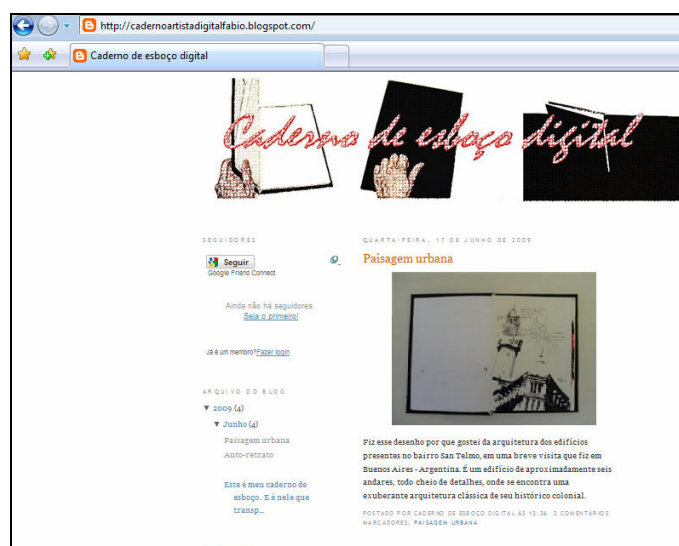 http://cadernoartistadigitalfabio.blogspot.com/
Caderno de esboço digital
Caderno de esboço digital
SEGUIDORES
Seguir
Google Friend Connect
Ainda não há seguidores.
Seja o primeiro!
Já é um membro?Fazer login
ARQUIVO DO BLOG
▼ 2009 (4)
▼ Junho (4)
Paisagem urbana
Auto-retrato
Este é meu caderno de
esboço. E é nele que
transp...
QUARTA-FEIRA, 17 DE JUNHO DE 2009
Paisagem urbana
Fiz esse desenho por que gostei da arquitetura dos edifícios
presentes no bairro San Telmo, em uma breve visita que fiz em
Buenos Aires - Argentina. É um edifício de aproximadamente seis
andares, todo cheio de detalhes, onde se encontra uma
exuberante arquitetura clássica de seu histórico colonial.
POSTADO POR CADERNO DE ESBOÇO DIGITAL ÀS 13:36 2 COMENTÁRIOS
MARCADORES: PAISAGEM URBANA